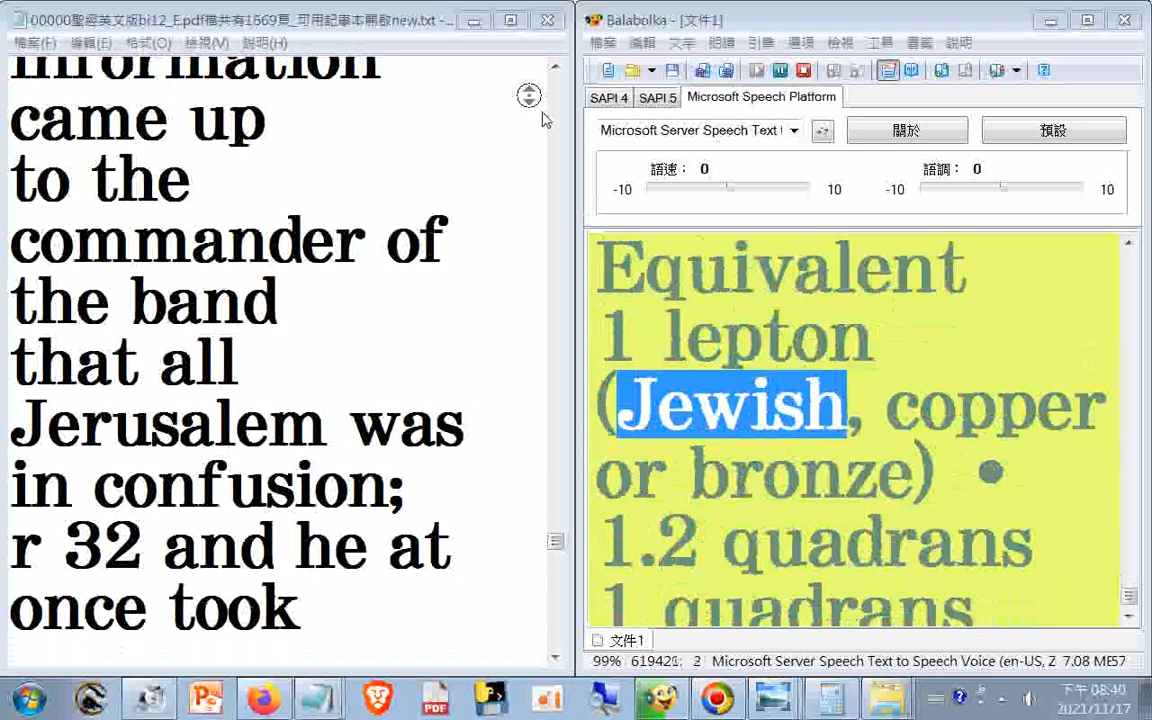 00000聖經英文版bi12_E.pdf檔共有1669頁_可用記事本開啟new.txt -...
檔案(F) 編輯(E) 格式(O) 檢視(V) 說明(H)
information
came up
to the
commander of
the band
that all
Jerusalem was
in confusion;
r 32 and he at
once took
Balabolka - [文件1]
檔案 編輯 文字 朗讀 引擎 選項 檢視 工具 書籤 說明
SAPI 4 SAPI 5 Microsoft Speech Platform
Microsoft Server Speech Text
關於 預設
語速： 0 語調： 0
-10 10 -10 10
Equivalent
1 lepton
(Jewish, copper
or bronze) •
1.2 quadrans
1 quadrans
文件1
99% 619421: 2 Microsoft Server Speech Text to Speech Voice (en-US, Z 7.08 ME57
PDF
下午 08:40
2021/11/17